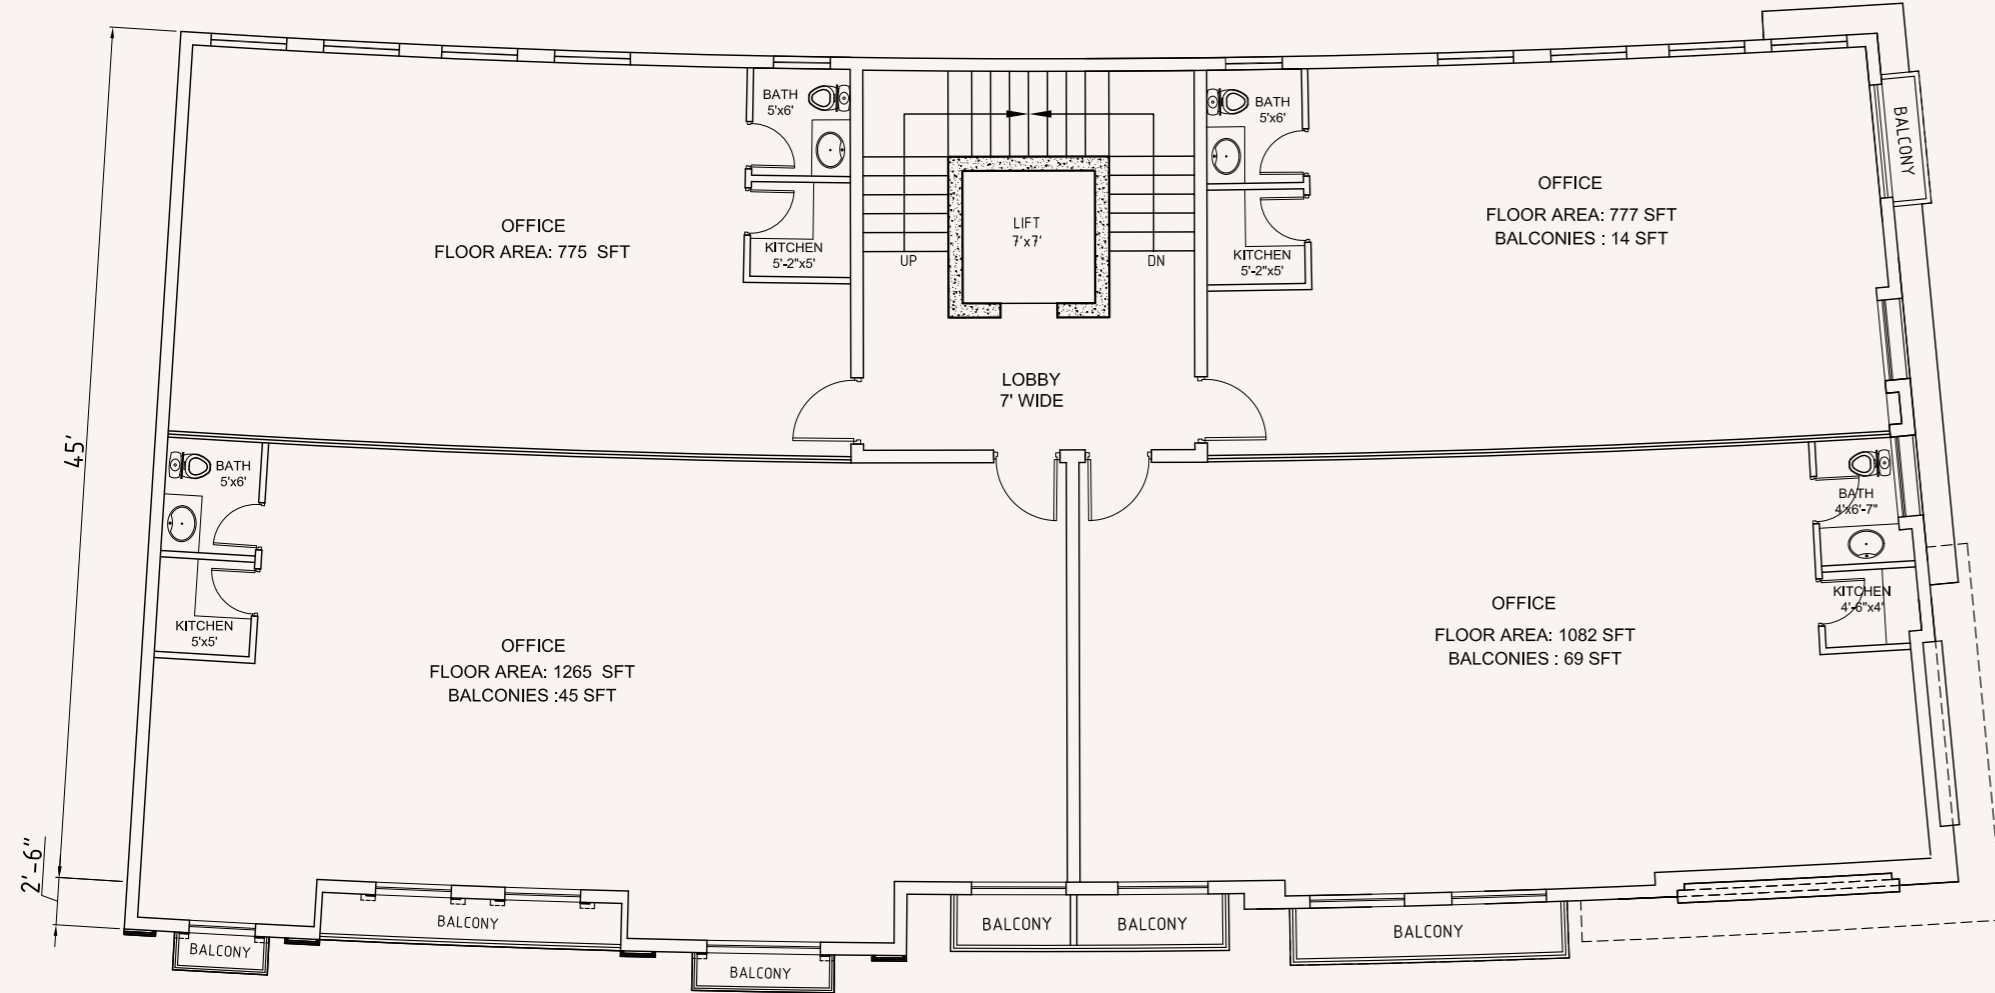 BATH
5'x6'
KITCHEN
5'-2"x5'
OFFICE
FLOOR AREA: 775 SFT
UP
LIFT
7'x7'
DN
LOBBY
7' WIDE
BATH
5'x6'
KITCHEN
5'-2"x5'
OFFICE
FLOOR AREA: 777 SFT
BALCONIES : 14 SFT
BALCONY
45'
2'-6"
BATH
5'x6'
KITCHEN
5'x5'
OFFICE
FLOOR AREA: 1265 SFT
BALCONIES :45 SFT
OFFICE
FLOOR AREA: 1082 SFT
BALCONIES : 69 SFT
BATH
4'x6'-7"
KITCHEN
4'-6"x4'
BALCONY
BALCONY
BALCONY
BALCONY
BALCONY
BALCONY